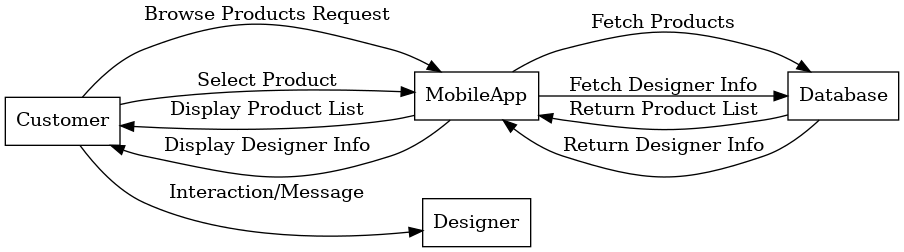 Browse Products Request
Fetch Products
Select Product
Fetch Designer Info
Customer
Display Product List
MobileApp
Return Product List
Database
Display Designer Info
Return Designer Info
Interaction/Message
Designer